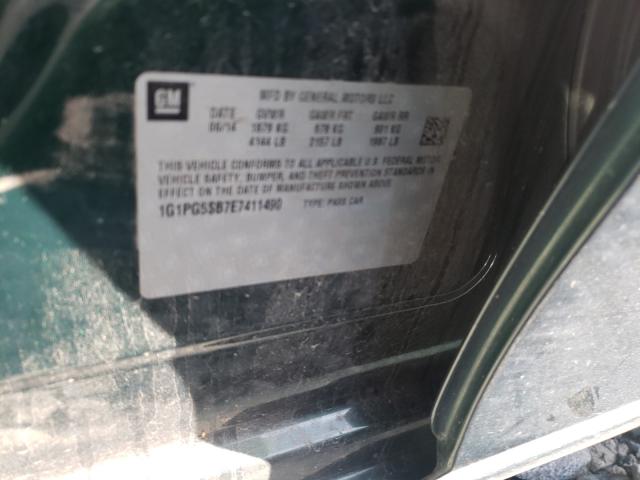 GM
MFD BY GENERAL MOTORS LLC
DATE GVWR GAWR FRT GAWR RR
06/14 1879 KG 978 KG 901 KG
4144 LB 2157 LB 1987 LB
THIS VEHICLE CONFORMS TO ALL APPLICABLE U.S. FEDERAL MOTOR
VEHICLE SAFETY, BUMPER, AND THEFT PREVENTION STANDARDS IN
EFFECT ON THE DATE OF MANUFACTURE SHOWN ABOVE.
1G1PG5SB7E7411490 TYPE: PASS CAR